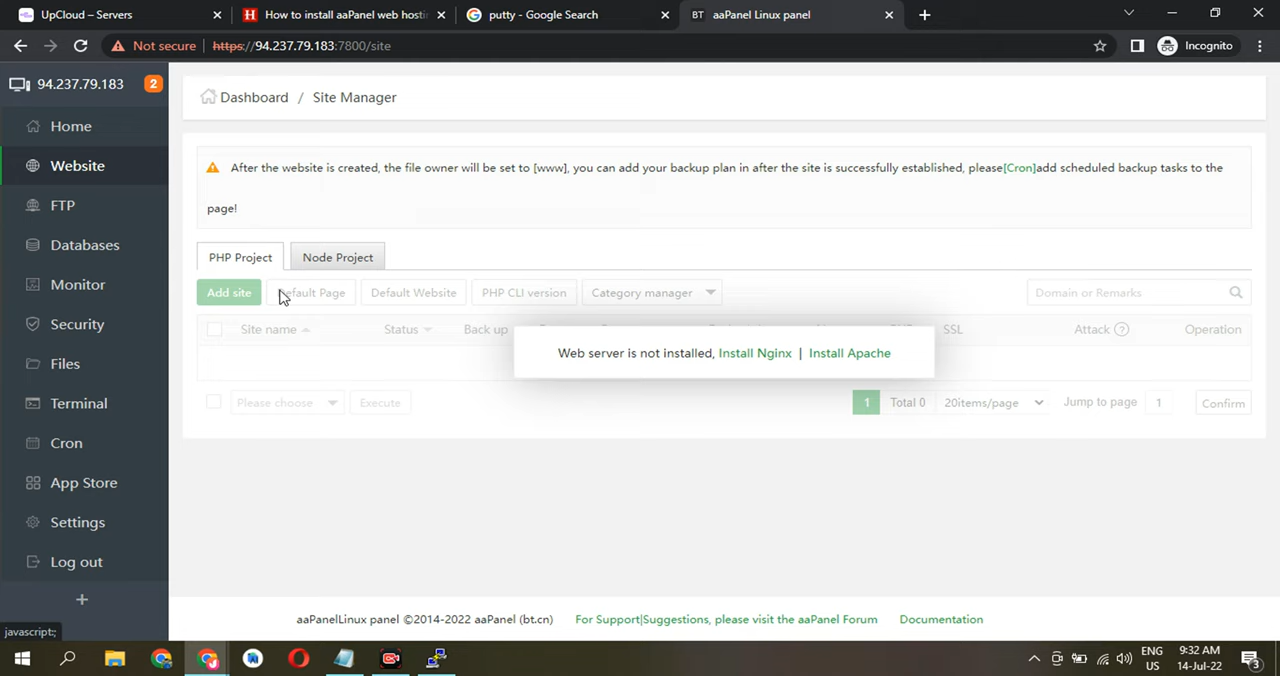 UpCloud – Servers
How to install aaPanel web hosti
putty - Google Search
BT aaPanel Linux panel
Not secure https://94.237.79.183:7800/site
Incognito
94.237.79.183 2
Home
Website
FTP
Databases
Monitor
Security
Files
Terminal
Cron
App Store
Settings
Log out
javascript:;
Dashboard / Site Manager
After the website is created, the file owner will be set to [www], you can add your backup plan in after the site is successfully established, please[Cron]add scheduled backup tasks to the
page!
PHP Project Node Project
Add site Default Page Default Website PHP CLI version Category manager Domain or Remarks
Site name Status Back up SSL Attack ? Operation
Web server is not installed, Install Nginx | Install Apache
Please choose Execute 1 Total 0 20items/page Jump to page 1 Confirm
aaPanelLinux panel ©2014-2022 aaPanel (bt.cn) For Support|Suggestions, please visit the aaPanel Forum Documentation
ENG
US
9:32 AM
14-Jul-22
3